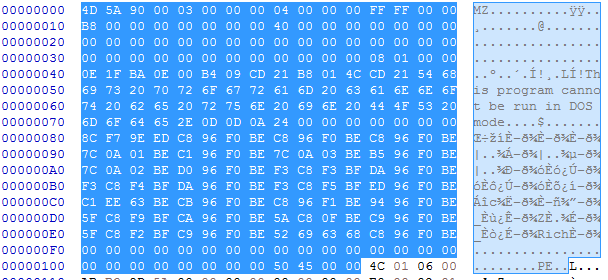 00000000 4D 5A 90 00 03 00 00 00 04 00 00 00 FF FF 00 00 MZ..........ÿÿ..
00000010 B8 00 00 00 00 00 00 00 40 00 00 00 00 00 00 00 ¸.......@.......
00000020 00 00 00 00 00 00 00 00 00 00 00 00 00 00 00 00 ................
00000030 00 00 00 00 00 00 00 00 00 00 00 00 08 01 00 00 ................
00000040 0E 1F BA 0E 00 B4 09 CD 21 B8 01 4C CD 21 54 68 ..º..´.Í!¸.LÍ!Th
00000050 69 73 20 70 72 6F 67 72 61 6D 20 63 61 6E 6E 6F is program canno
00000060 74 20 62 65 20 72 75 6E 20 69 6E 20 44 4F 53 20 t be run in DOS
00000070 6D 6F 64 65 2E 0D 0D 0A 24 00 00 00 00 00 00 00 mode....$.......
00000080 8C F7 9E ED C8 96 F0 BE C8 96 F0 BE C8 96 F0 BE Œ÷žíÈ–ð¾È–ð¾È–ð¾
00000090 7C 0A 01 BE C1 96 F0 BE 7C 0A 03 BE B5 96 F0 BE |..¾Á–ð¾|..¾µ–ð¾
000000A0 7C 0A 02 BE D0 96 F0 BE F3 C8 F3 BF DA 96 F0 BE |..¾Ð–ð¾óÈó¿Ú–ð¾
000000B0 F3 C8 F4 BF DA 96 F0 BE F3 C8 F5 BF ED 96 F0 BE óÈô¿Ú–ð¾óÈõ¿í–ð¾
000000C0 C1 EE 63 BE CB 96 F0 BE C8 96 F1 BE 94 96 F0 BE Áîc¾Ë–ð¾È–ñ¾”–ð¾
000000D0 5F C8 F9 BF CA 96 F0 BE 5A C8 0F BE C9 96 F0 BE _Èù¿Ê–ð¾ZÈ.¾É–ð¾
000000E0 5F C8 F2 BF C9 96 F0 BE 52 69 63 68 C8 96 F0 BE _Èò¿É–ð¾RichÈ–ð¾
000000F0 00 00 00 00 00 00 00 00 00 00 00 00 00 00 00 00 ................
00000100 00 00 00 00 00 00 00 00 50 45 00 00 4C 01 06 00 ........PE..L...